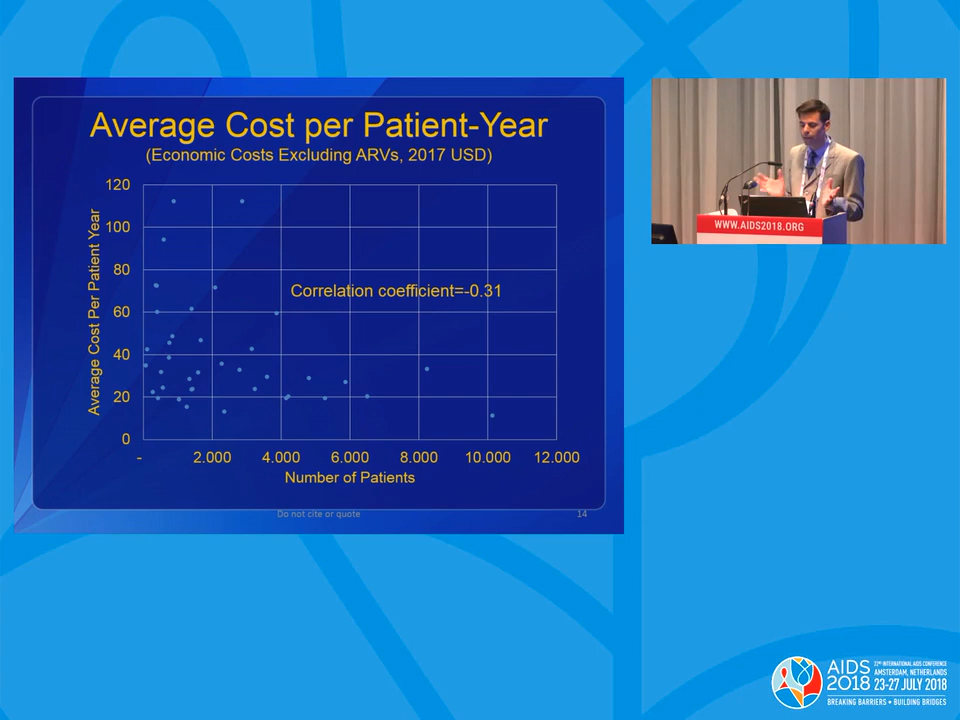 Average Cost per Patient-Year
(Economic Costs Excluding ARVs, 2017 USD)
Average Cost Per Patient Year
120
100
80
60
40
20
0
Correlation coefficient=-0.31
-
2.000
4.000
6.000
8.000
10.000
12.000
Number of Patients
Do not cite or quote
14
WWW.AIDS2018.ORG
AIDS
2018
22ND INTERNATIONAL AIDS CONFERENCE
AMSTERDAM, NETHERLANDS
23-27 JULY 2018
BREAKING BARRIERS • BUILDING BRIDGES